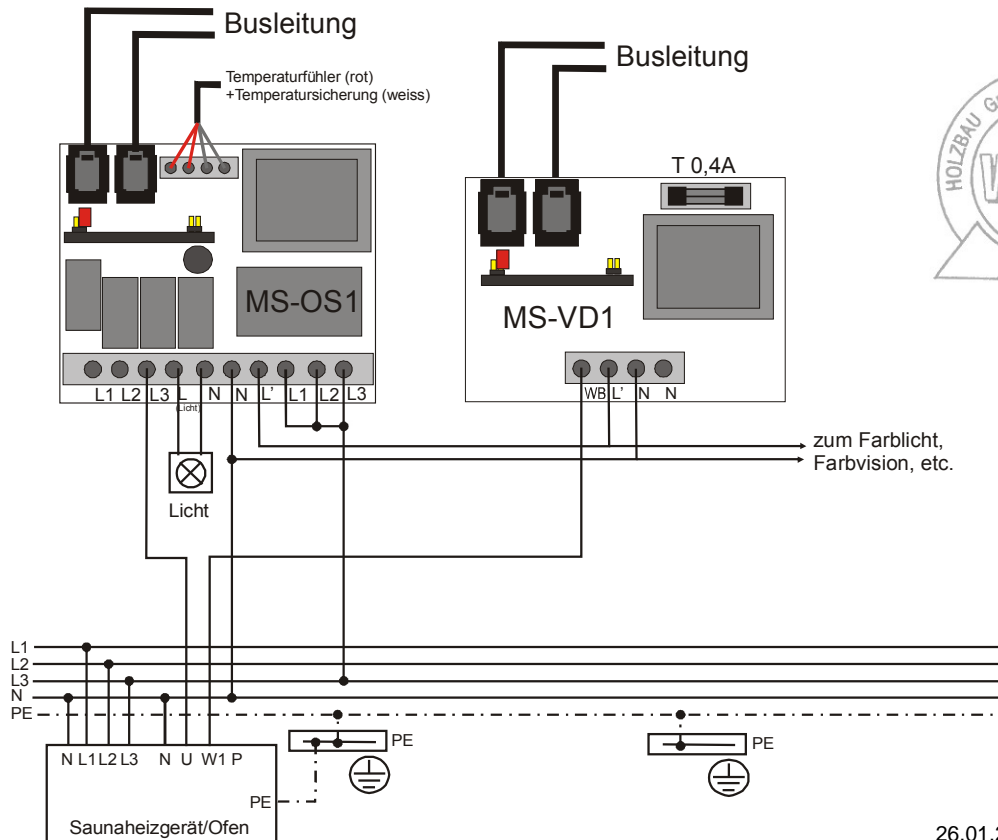 Busleitung
Temperaturfühler (rot)
+Temperatursicherung (weiss)
MS-OS1
L1 L2 L3 L N N L' L1 L2 L3
(Licht)
Licht
Busleitung
T 0,4A
MS-VD1
WB L' N N
zum Farblicht,
Farbvision, etc.
HOLZBAU
L1
L2
L3
N
PE
N L1 L2 L3 N U W1 P
PE
PE
PE
Saunaheizgerät/Ofen